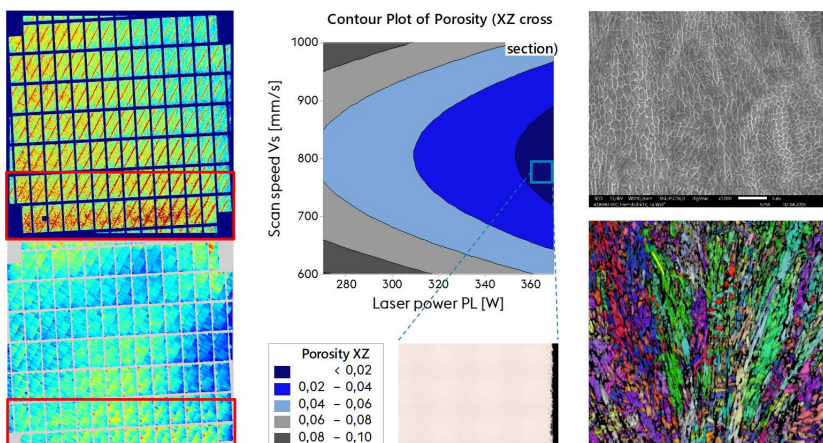 Contour Plot of Porosity (XZ cross
section)
1000
900
800
700
600
Scan speed Vs [mm/s]
280
300
320
340
360
Laser power PL [W]
Porosity XZ
< 0,02
0,02 – 0,04
0,04 – 0,06
0,06 – 0,08
0,08 – 0,10